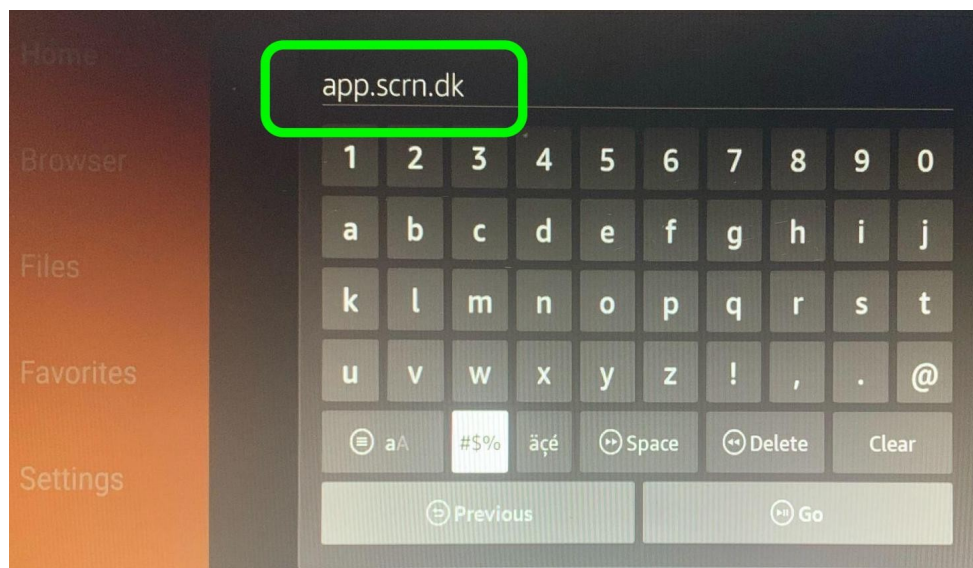 Home
Browser
Files
Favorites
Settings
app.scrn.dk
1 2 3 4 5 6 7 8 9 0
a b c d e f g h i j
k l m n o p q r s t
u v w x y z ! , . @
aA #$% äçé Space Delete Clear
Previous Go